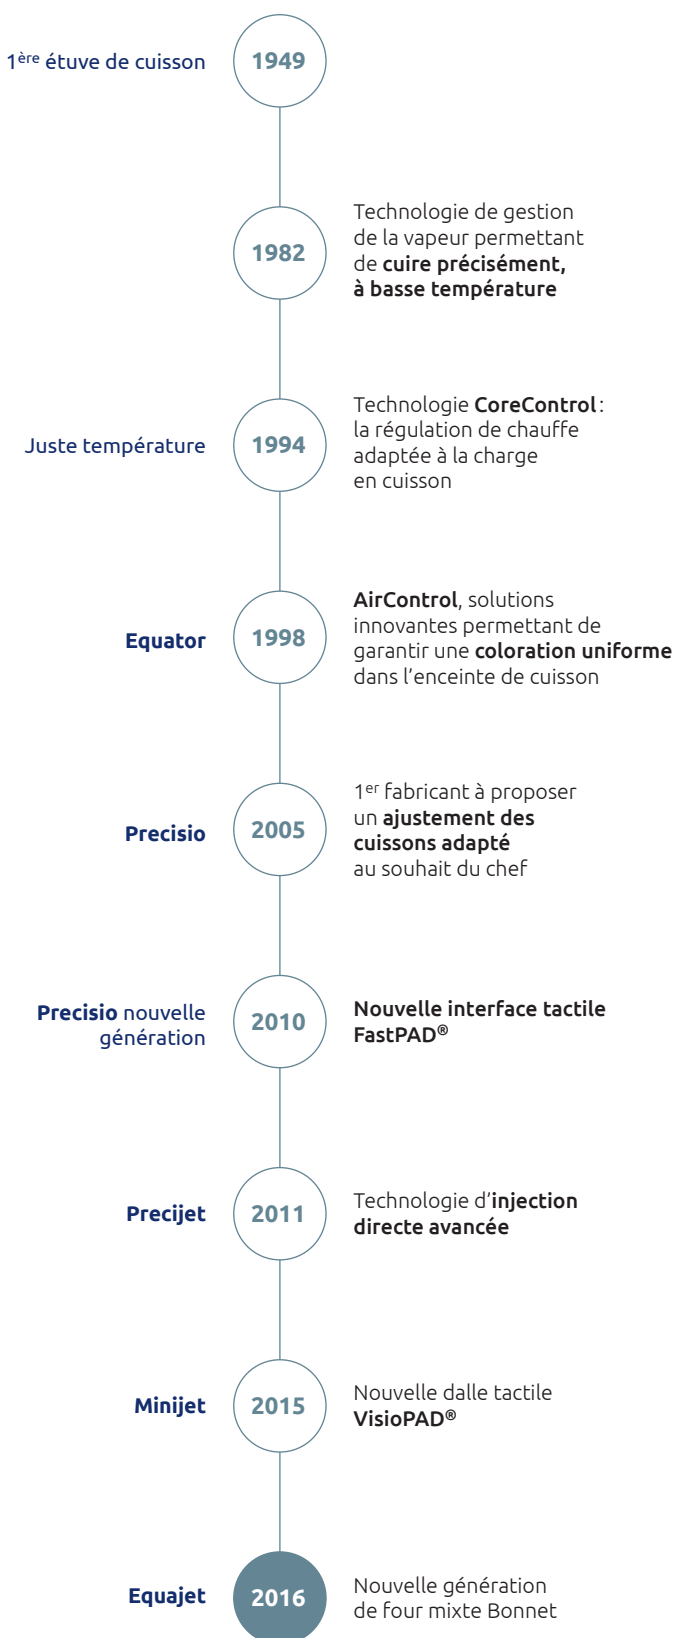 1ère étuve de cuisson
1949
1982
Technologie de gestion
de la vapeur permettant
de cuire précisément,
à basse température
Juste température
1994
Technologie CoreControl :
la régulation de chauffe
adaptée à la charge
en cuisson
Equator
1998
AirControl, solutions
innovantes permettant de
garantir une coloration uniforme
dans l'enceinte de cuisson
Precisio
2005
1er fabricant à proposer
un ajustement des
cuissons adapté
au souhait du chef
Precisio nouvelle
génération
2010
Nouvelle interface tactile
FastPAD®
Precijet
2011
Technologie d'injection
directe avancée
Minijet
2015
Nouvelle dalle tactile
VisioPAD®
Equajet
2016
Nouvelle génération
de four mixte Bonnet